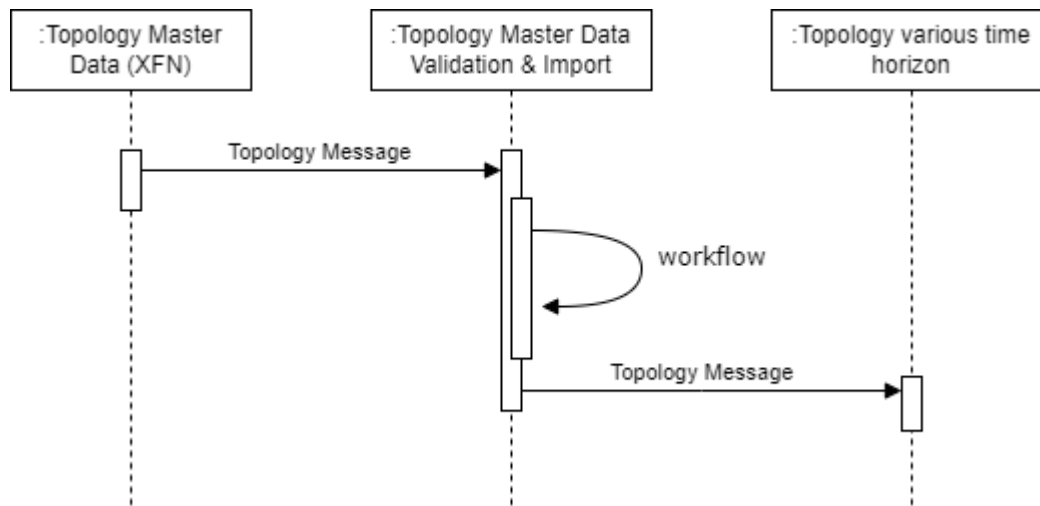 :Topology Master
Data (XFN)
:Topology Master Data
Validation & Import
:Topology various time
horizon
Topology Message
workflow
Topology Message